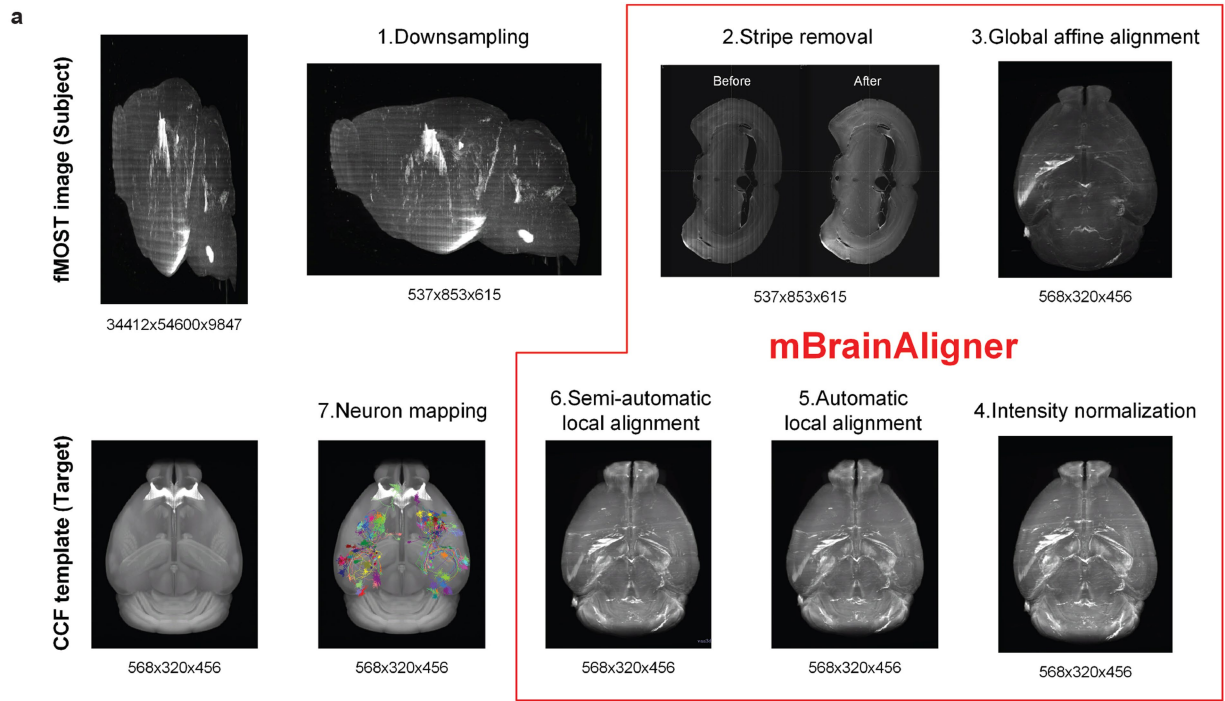 a
fMOST image (Subject)
34412x54600x9847
1.Downsampling
537x853x615
2.Stripe removal
Before
After
537x853x615
3.Global affine alignment
568x320x456
mBrainAligner
CCF template (Target)
568x320x456
7.Neuron mapping
568x320x456
6.Semi-automatic
local alignment
568x320x456
5.Automatic
local alignment
568x320x456
4.Intensity normalization
568x320x456